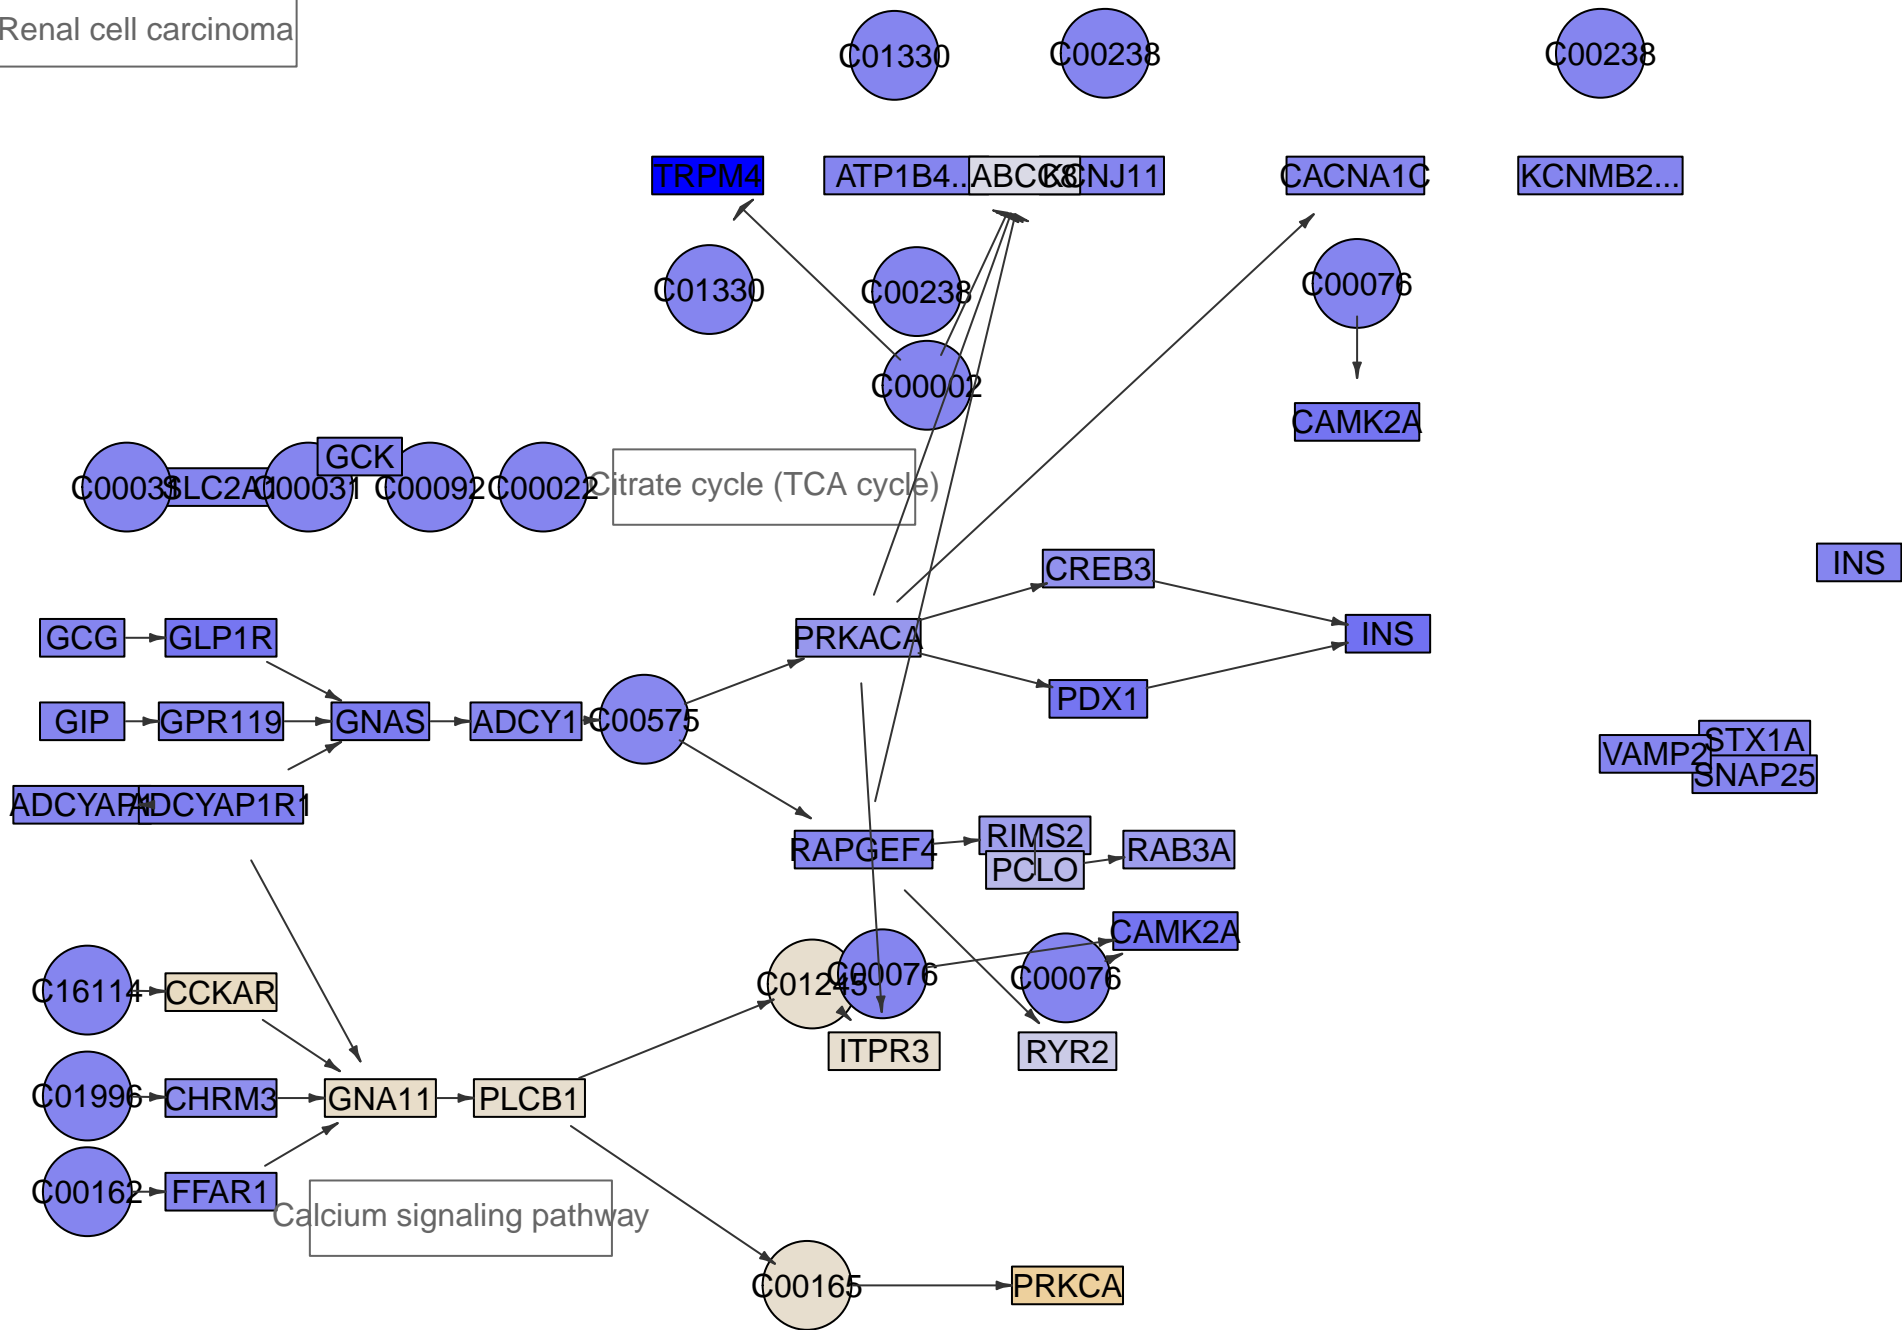 Renal cell carcinoma
C01330
C00238
C00238
TRPM4
ATP1B4...
ABCC8
KCNJ11
CACNA1C
KCNMB2...
C01330
C00238
C00076
C00002
CAMK2A
C00031
SLC2A1
C00031
GCK
C00092
C00022
Citrate cycle (TCA cycle)
CREB3
INS
GCG
GLP1R
PRKACA
INS
GIP
GPR119
GNAS
ADCY1
C00575
PDX1
VAMP2
STX1A
SNAP25
ADCYAP1
ADCYAP1R1
RAPGEF4
RIMS2
PCLO
RAB3A
CAMK2A
C16114
CCKAR
C01245
C00076
C00076
ITPR3
RYR2
C01996
CHRM3
GNA11
PLCB1
C00162
FFAR1
Calcium signaling pathway
C00165
PRKCA